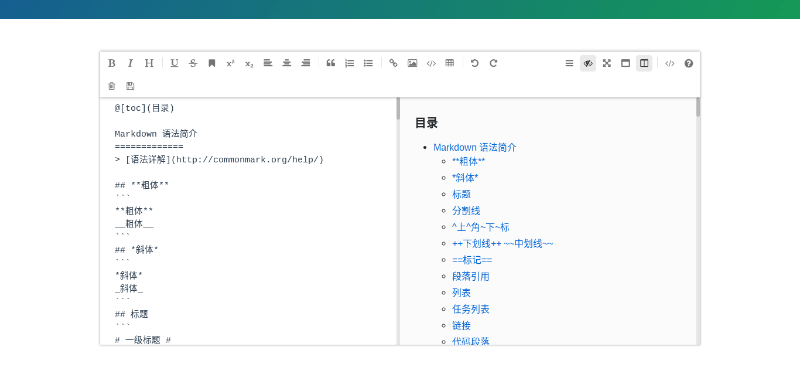 @[toc](目录)
Markdown 语法简介
=============
> [语法详解](http://commonmark.org/help/)
## **粗体**
```
**粗体**
__粗体__
```
## *斜体*
```
*斜体*
_斜体_
```
## 标题
```
# 一级标题 #
目录
Markdown 语法简介
**粗体**
*斜体*
标题
分割线
^上^角~下~标
++下划线++ ~~中划线~~
==标记==
段落引用
列表
任务列表
链接
代码段落